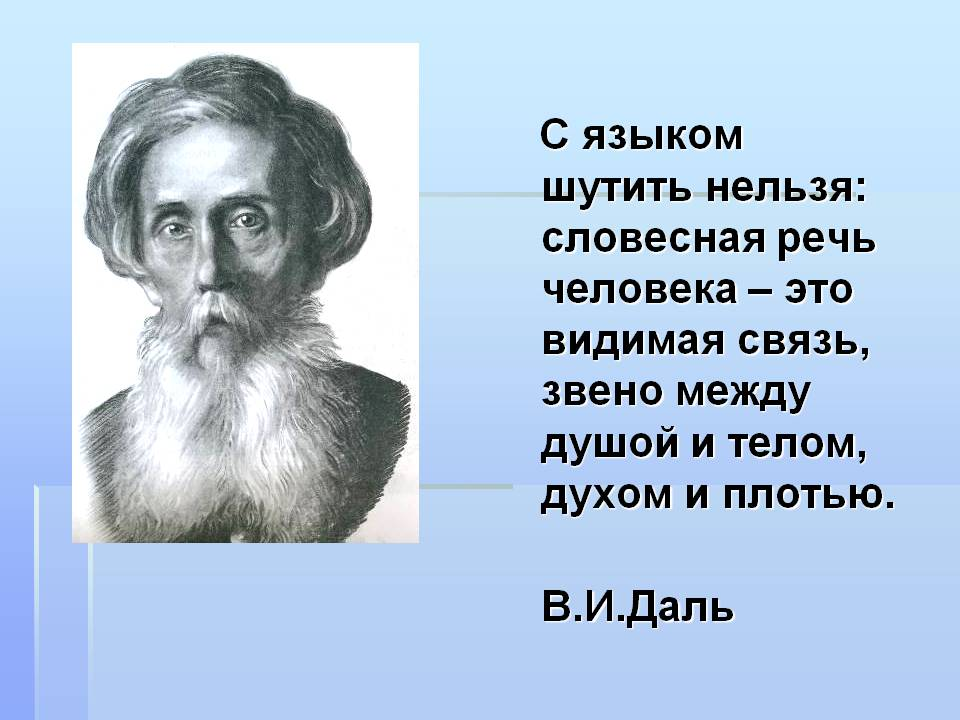 С языком
шутить нельзя:
словесная речь
человека – это
видимая связь,
звено между
душой и телом,
духом и плотью.
В.И.Даль